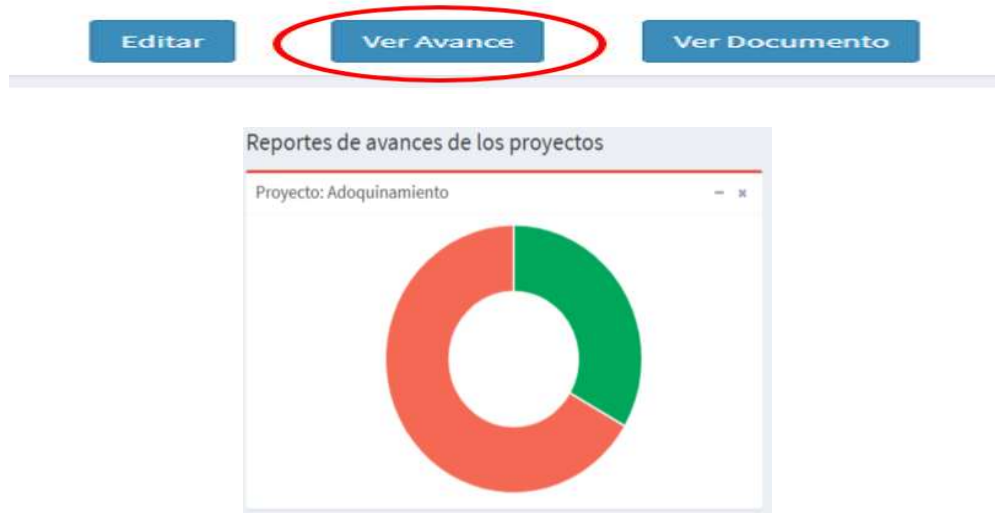 Editar Ver Avance Ver Documento
Reportes de avances de los proyectos
Proyecto: Adoquinamiento